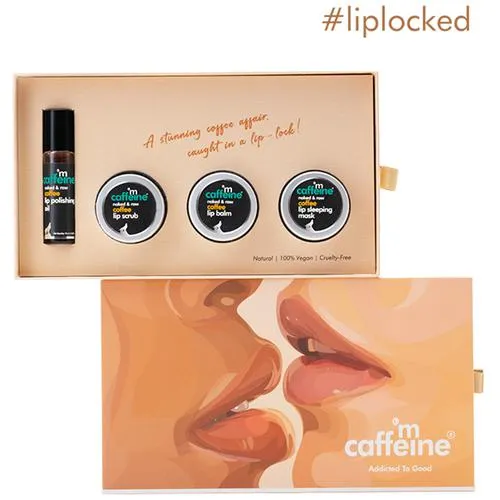 #liplocked
A stunning coffee affair,
caught in a lip-lock!
'm
caffeine
naked & raw
coffee
lip polishing
oil
'm
caffeine
naked & raw
coffee
lip scrub
'm
caffeine
naked & raw
coffee
lip balm
'm
caffeine
naked & raw
coffee
lip sleeping
mask
Natural | 100% Vegan | Cruelty-Free
'm
caffeine®
Addicted To Good